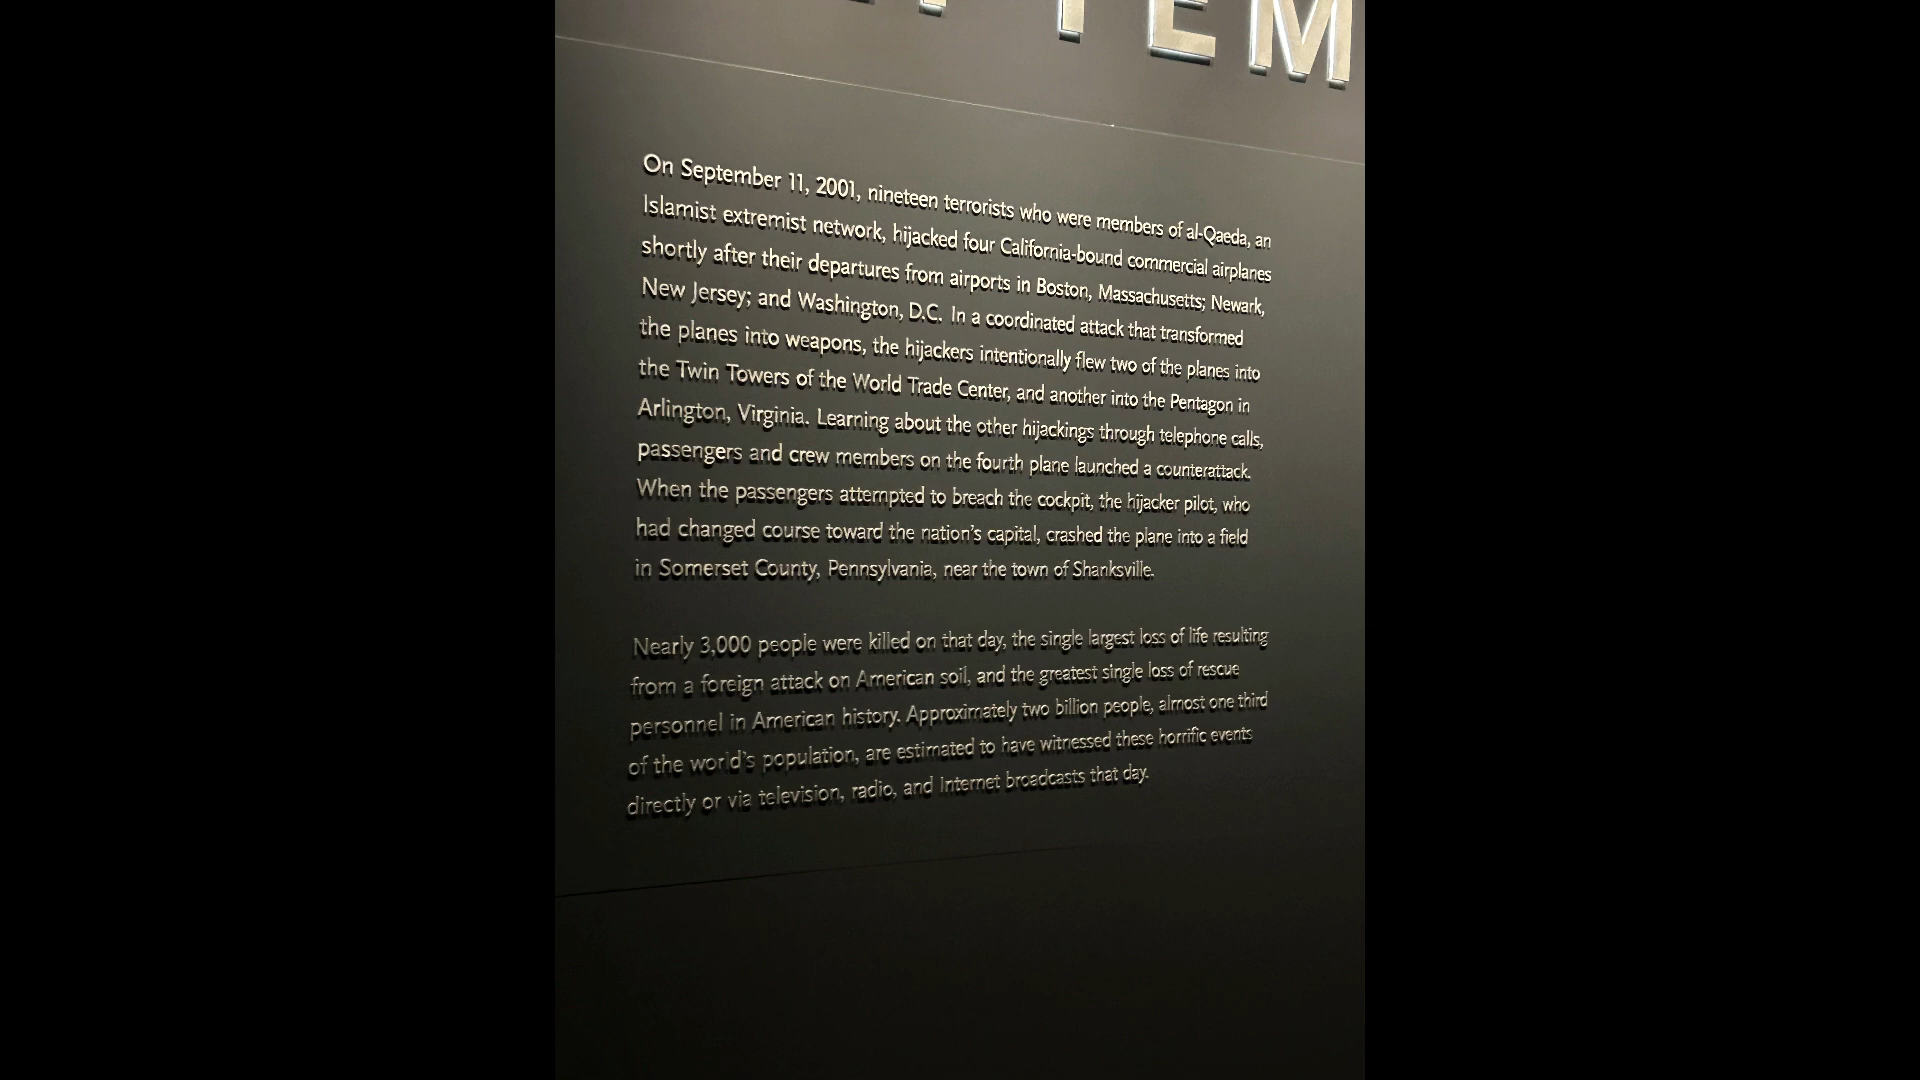 PTEM
On September 11, 2001, nineteen terrorists who were members of al-Qaeda, an
Islamist extremist network, hijacked four California-bound commercial airplanes
shortly after their departures from airports in Boston, Massachusetts; Newark,
New Jersey; and Washington, D.C. In a coordinated attack that transformed
the planes into weapons, the hijackers intentionally flew two of the planes into
the Twin Towers of the World Trade Center, and another into the Pentagon in
Arlington, Virginia. Learning about the other hijackings through telephone calls,
passengers and crew members on the fourth plane launched a counterattack.
When the passengers attempted to breach the cockpit, the hijacker pilot, who
had changed course toward the nation's capital, crashed the plane into a field
in Somerset County, Pennsylvania, near the town of Shanksville.
Nearly 3,000 people were killed on that day, the single largest loss of life resulting
from a foreign attack on American soil, and the greatest single loss of rescue
personnel in American history. Approximately two billion people, almost one third
of the world's population, are estimated to have witnessed these horrific events
directly or via television, radio, and Internet broadcasts that day.